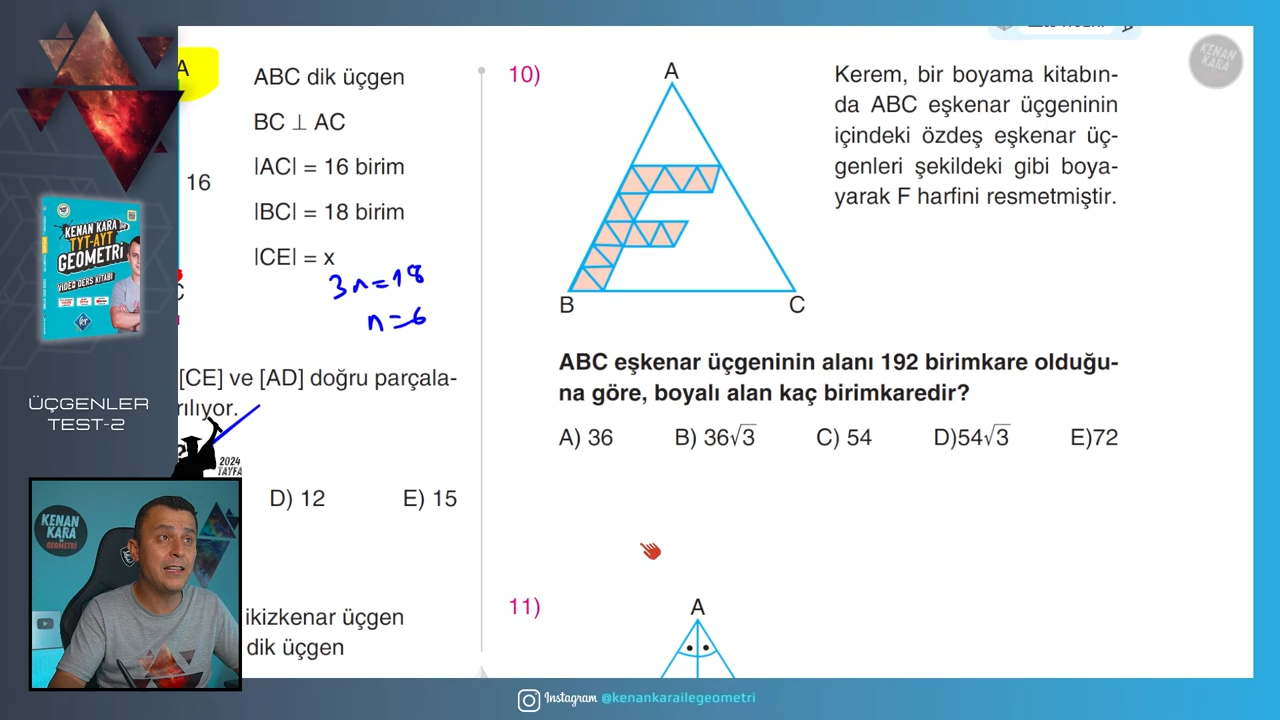 A
16
ABC dik üçgen
BC ⊥ AC
|AC| = 16 birim
|BC| = 18 birim
|CE| = x
3n=18
n=6
[CE] ve [AD] doğru parçala-
rılıyor.
D) 12
E) 15
ikizkenar üçgen
dik üçgen
10)
A
B
C
Kerem, bir boyama kitabın-
da ABC eşkenar üçgeninin
içindeki özdeş eşkenar üç-
genleri şekildeki gibi boya-
yarak F harfini resmetmiştir.
ABC eşkenar üçgeninin alanı 192 birimkare olduğu-
na göre, boyalı alan kaç birimkaredir?
A) 36
B) 36√3
C) 54
D)54√3
E)72
11)
A
KENAN KARA
TYT-AYT
GEOMETRİ
VİDEO DERS KİTABI
ÜÇGENLER
TEST-2
2024
TAYFA
KENAN
KARA
İLE
GEOMETRİ
KENAN
KARA
Instagram @kenankarailegeometri